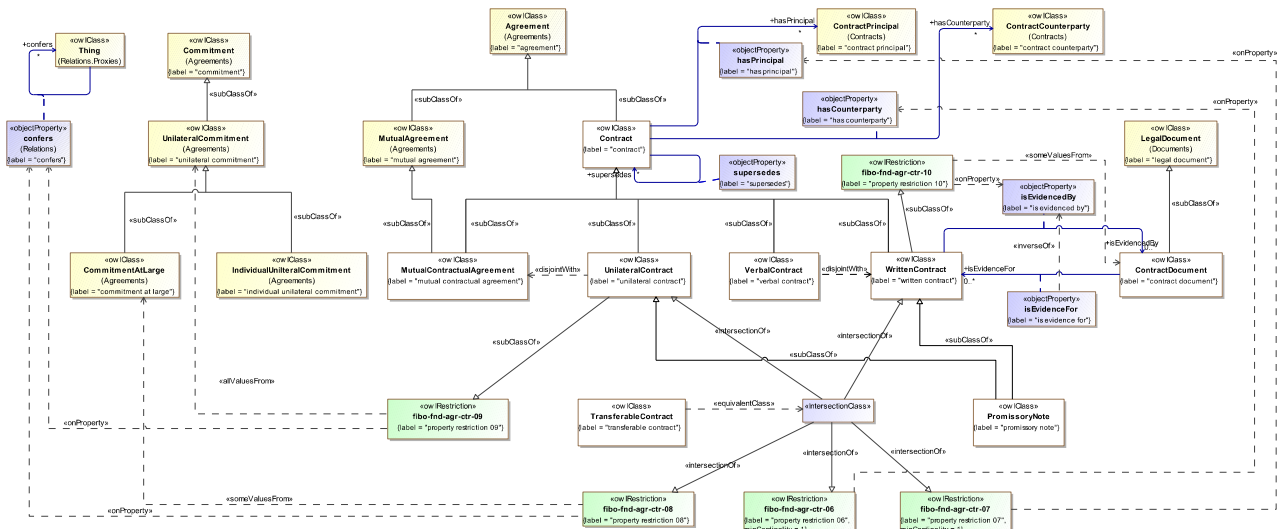 «owlClass»
Agreement
(Agreements)
{label = "agreement"}
+hasPrincipal
*
«owlClass»
ContractPrincipal
(Contracts)
{label = "contract principal"}
+hasCounterparty
*
«owlClass»
ContractCounterparty
(Contracts)
{label = "contract counterparty"}
+confers
*
«owlClass»
Thing
(Relations.Proxies)
«owlClass»
Commitment
(Agreements)
{label = "commitment"}
«objectProperty»
hasPrincipal
{label = "hasprincipal"}
«onProperty»
«subClassOf»
«subClassOf»
«subClassOf»
«objectProperty»
hasCounterparty
{label = "has counterparty"}
«onProperty»
«objectProperty»
confers
(Relations)
{label = "confers"}
«owlClass»
UnilateralCommitment
(Agreements)
{label = "unilateral commitment"}
«owlClass»
MutualAgreement
(Agreements)
{label = "mutual agreement"}
«owlClass»
Contract
{label = "contract"}
+supersedes
*
«objectProperty»
supersedes
{label = "supersedes"}
«owlRestriction»
fibo-fnd-agr-ctr-10
{label = "property restriction 10"}
«someValuesFrom»
«onProperty»
«owlClass»
LegalDocument
(Documents)
{label = "legal document"}
«objectProperty»
isEvidencedBy
{label = "is evidenced by"}
«subClassOf»
«subClassOf»
«subClassOf»
«subClassOf»
«subClassOf»
«subClassOf»
«subClassOf»
«subClassOf»
«subClassOf»
«inverseOf»
+isEvidencedBy
0..*
«owlClass»
CommitmentAtLarge
(Agreements)
{label = "commitment at large"}
«owlClass»
IndividualUnilteralCommitment
(Agreements)
{label = "individual unilateral commitment"}
«owlClass»
MutualContractualAgreement
{label = "mutual contractual agreement"}
«disjointWith»
«owlClass»
UnilateralContract
{label = "unilateral contract"}
«owlClass»
VerbalContract
{label = "verbal contract"}
«disjointWith»
«owlClass»
WrittenContract
{label = "written contract"}
+isEvidenceFor
0..*
«owlClass»
ContractDocument
{label = "contract document"}
«objectProperty»
isEvidenceFor
{label = "is evidence for"}
«subClassOf»
«intersectionOf»
«intersectionOf»
«subClassOf»
«subClassOf»
«allValuesFrom»
«onProperty»
«owlRestriction»
fibo-fnd-agr-ctr-09
{label = "property restriction 09"}
«owlClass»
TransferableContract
{label = "transferable contract"}
«equivalentClass»
«IntersectionClass»
«owlClass»
PromissoryNote
{label = "promissory note"}
«intersectionOf»
«intersectionOf»
«intersectionOf»
«someValuesFrom»
«onProperty»
«owlRestriction»
fibo-fnd-agr-ctr-08
{label = "property restriction 08"}
«owlRestriction»
fibo-fnd-agr-ctr-06
{label = "property restriction 06",
«owlRestriction»
fibo-fnd-agr-ctr-07
{label = "property restriction 07",